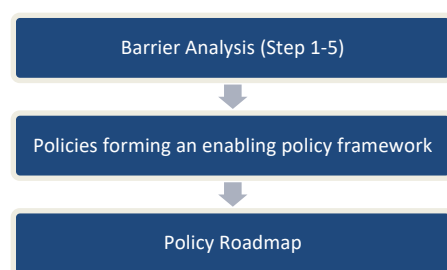 Barrier Analysis (Step 1-5)
Policies forming an enabling policy framework
Policy Roadmap